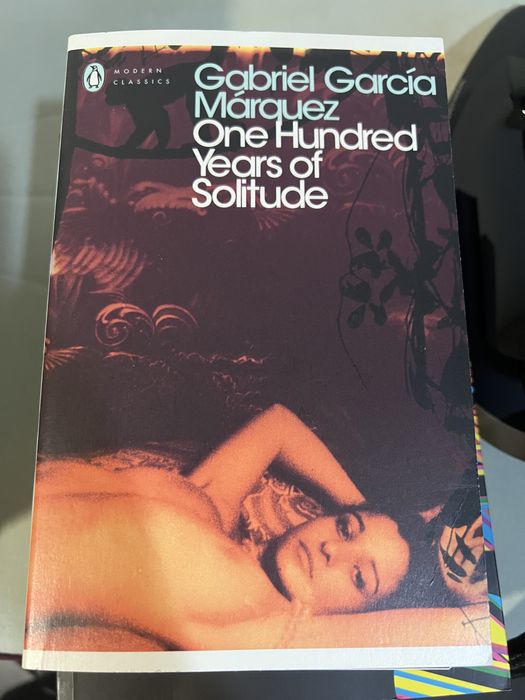 MODERN
CLASSICS
Gabriel García
Márquez
One Hundred
Years of
Solitude